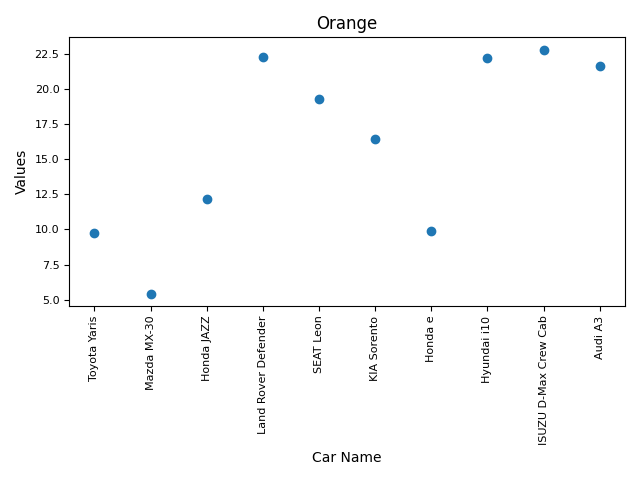 Orange
Values
22.5
20.0
17.5
15.0
12.5
10.0
7.5
5.0
Toyota Yaris
Mazda MX-30
Honda JAZZ
Land Rover Defender
SEAT Leon
KIA Sorento
Honda e
Hyundai i10
ISUZU D-Max Crew Cab
Audi A3
Car Name